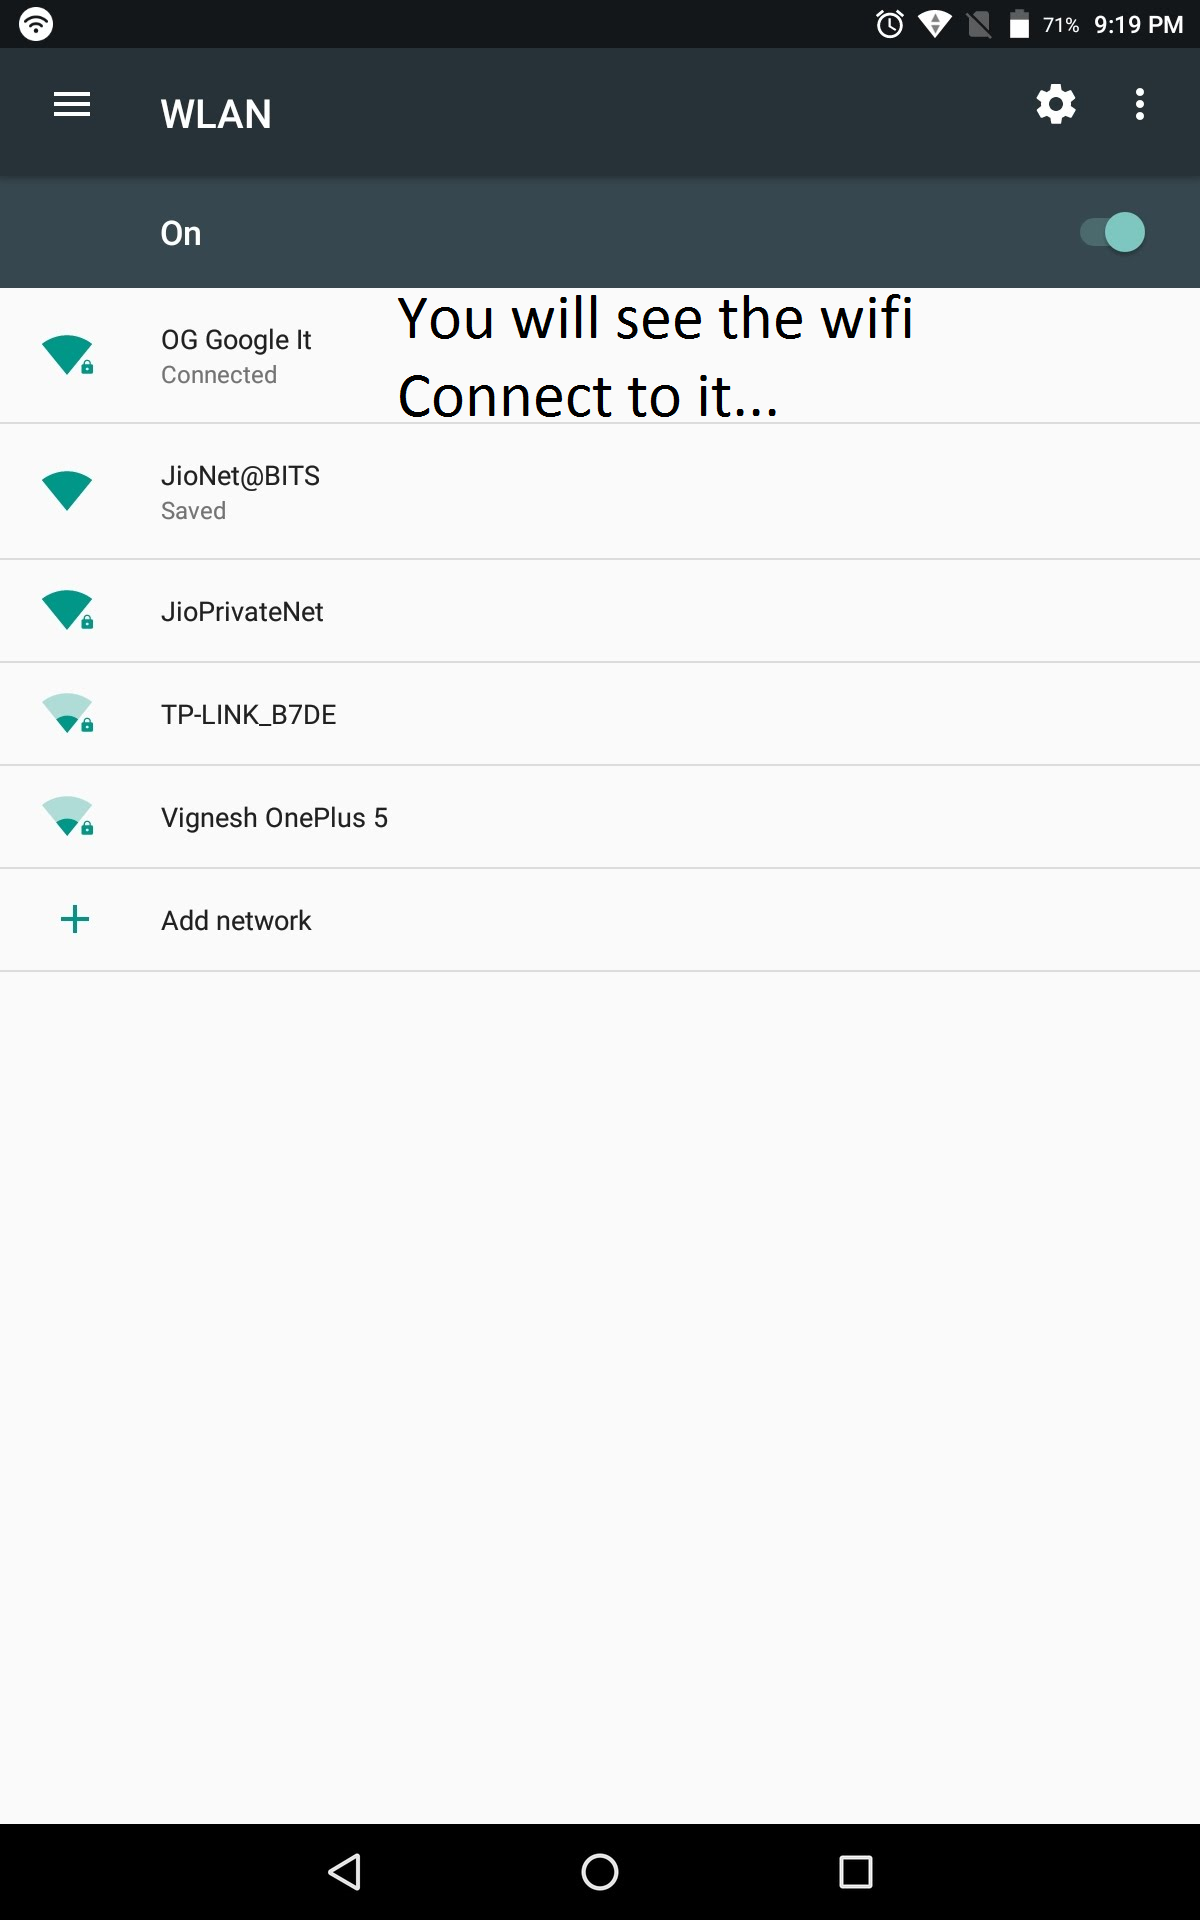 71% 9:19 PM
WLAN
On
OG Google It
Connected
You will see the wifi
Connect to it...
JioNet@BITS
Saved
JioPrivateNet
TP-LINK_B7DE
Vignesh OnePlus 5
Add network